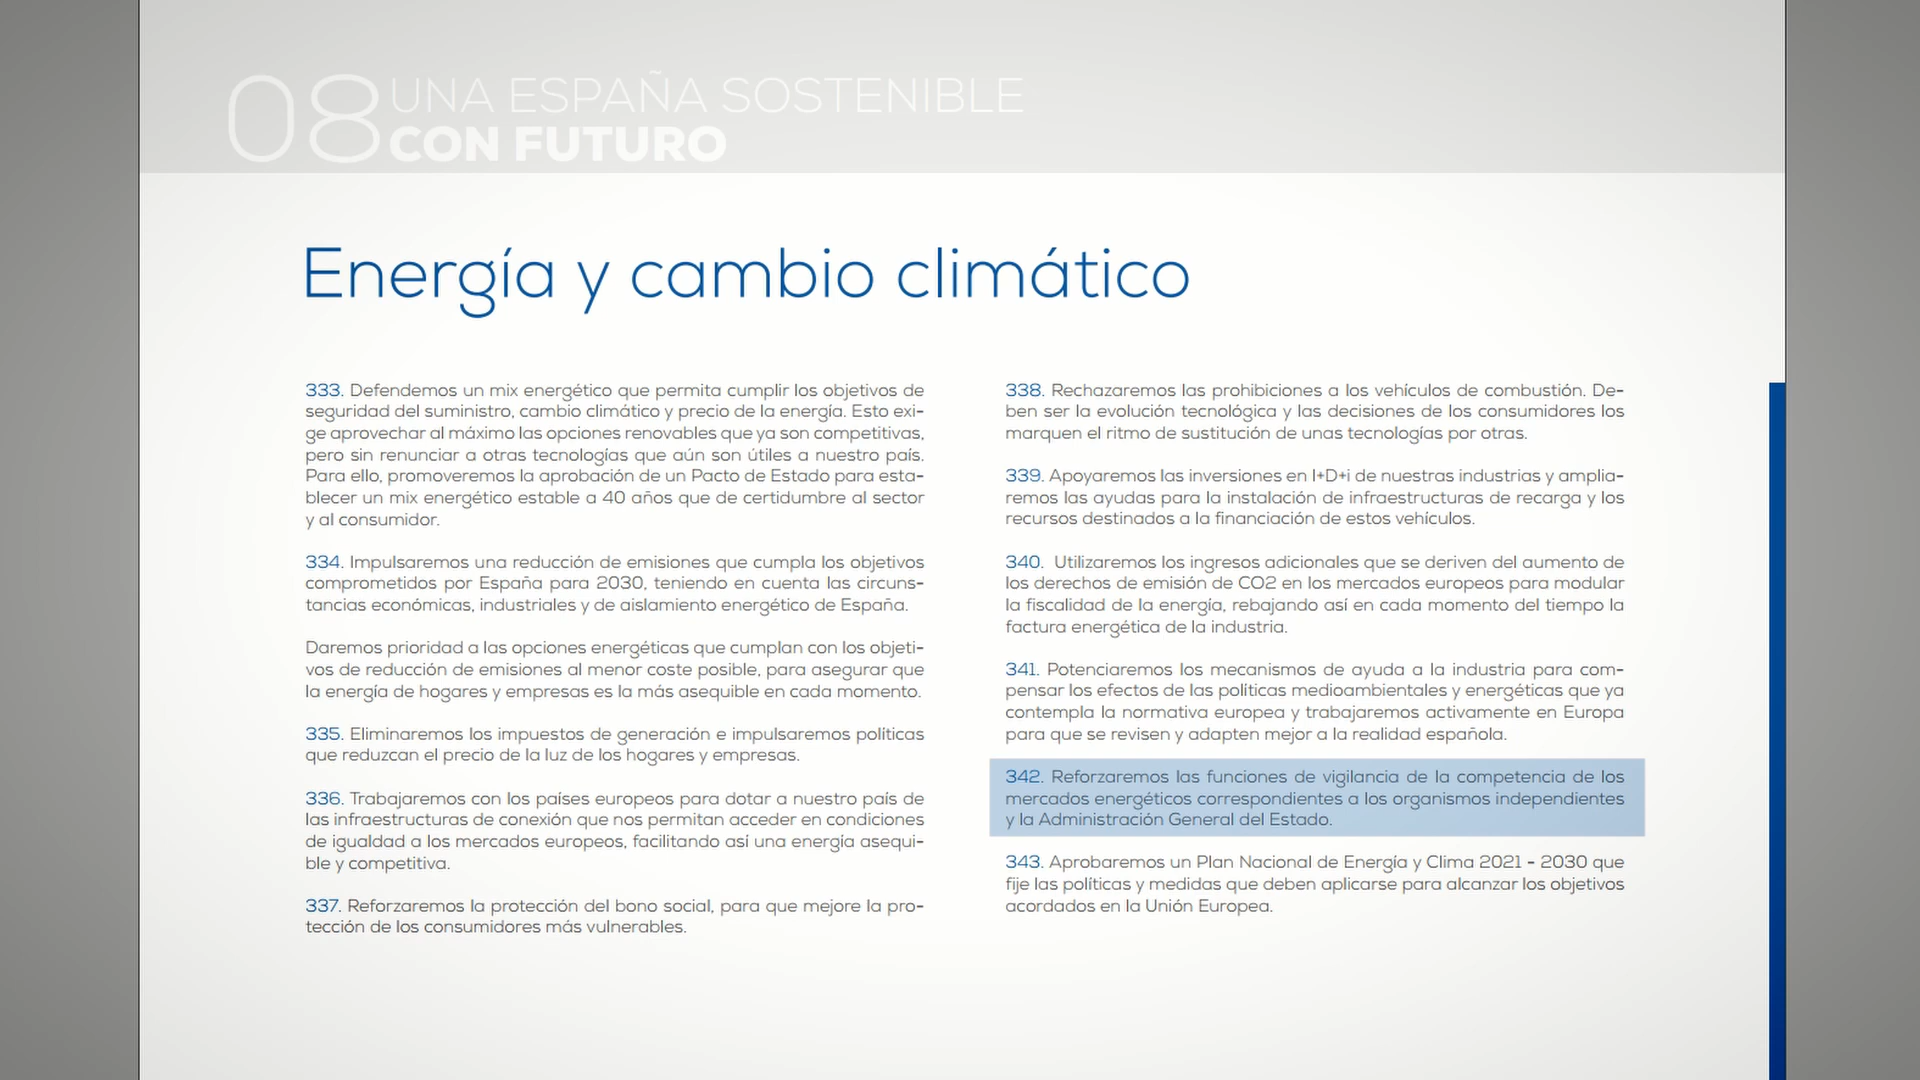 08 UNA ESPAÑA SOSTENIBLE
CON FUTURO
Energía y cambio climático
333. Defendemos un mix energético que permita cumplir los objetivos de
seguridad del suministro, cambio climático y precio de la energía. Esto exi-
ge aprovechar al máximo las opciones renovables que ya son competitivas,
pero sin renunciar a otras tecnologías que aún son útiles a nuestro país.
Para ello, promoveremos la aprobación de un Pacto de Estado para esta-
blecer un mix energético estable a 40 años que de certidumbre al sector
y al consumidor.
334. Impulsaremos una reducción de emisiones que cumpla los objetivos
comprometidos por España para 2030, teniendo en cuenta las circuns-
tancias económicas, industriales y de aislamiento energético de España.
Daremos prioridad a las opciones energéticas que cumplan con los objeti-
vos de reducción de emisiones al menor coste posible, para asegurar que
la energía de hogares y empresas es la más asequible en cada momento.
335. Eliminaremos los impuestos de generación e impulsaremos políticas
que reduzcan el precio de la luz de los hogares y empresas.
336. Trabajaremos con los países europeos para dotar a nuestro país de
las infraestructuras de conexión que nos permitan acceder en condiciones
de igualdad a los mercados europeos, facilitando así una energía asequi-
ble y competitiva.
337. Reforzaremos la protección del bono social, para que mejore la pro-
tección de los consumidores más vulnerables.
338. Rechazaremos las prohibiciones a los vehículos de combustión. De-
ben ser la evolución tecnológica y las decisiones de los consumidores los
marquen el ritmo de sustitución de unas tecnologías por otras.
339. Apoyaremos las inversiones en I+D+i de nuestras industrias y amplia-
remos las ayudas para la instalación de infraestructuras de recarga y los
recursos destinados a la financiación de estos vehículos.
340. Utilizaremos los ingresos adicionales que se deriven del aumento de
los derechos de emisión de CO2 en los mercados europeos para modular
la fiscalidad de la energía, rebajando así en cada momento del tiempo la
factura energética de la industria.
341. Potenciaremos los mecanismos de ayuda a la industria para com-
pensar los efectos de las políticas medioambientales y energéticas que ya
contempla la normativa europea y trabajaremos activamente en Europa
para que se revisen y adapten mejor a la realidad española.
342. Reforzaremos las funciones de vigilancia de la competencia de los
mercados energéticos correspondientes a los organismos independientes
y la Administración General del Estado.
343. Aprobaremos un Plan Nacional de Energía y Clima 2021 - 2030 que
fije las políticas y medidas que deben aplicarse para alcanzar los objetivos
acordados en la Unión Europea.